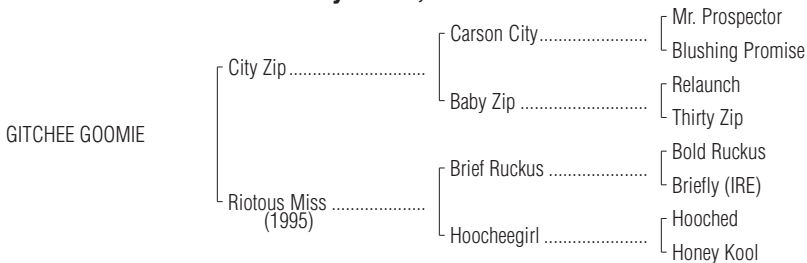 Mr. Prospector
Carson City
Blushing Promise
City Zip
Relaunch
Baby Zip
Thirty Zip
GITCHEE GOOMIE
Bold Ruckus
Brief Ruckus
Briefly (IRE)
Riotous Miss
(1995)
Hooched
Hoocheegirl
Honey Kool